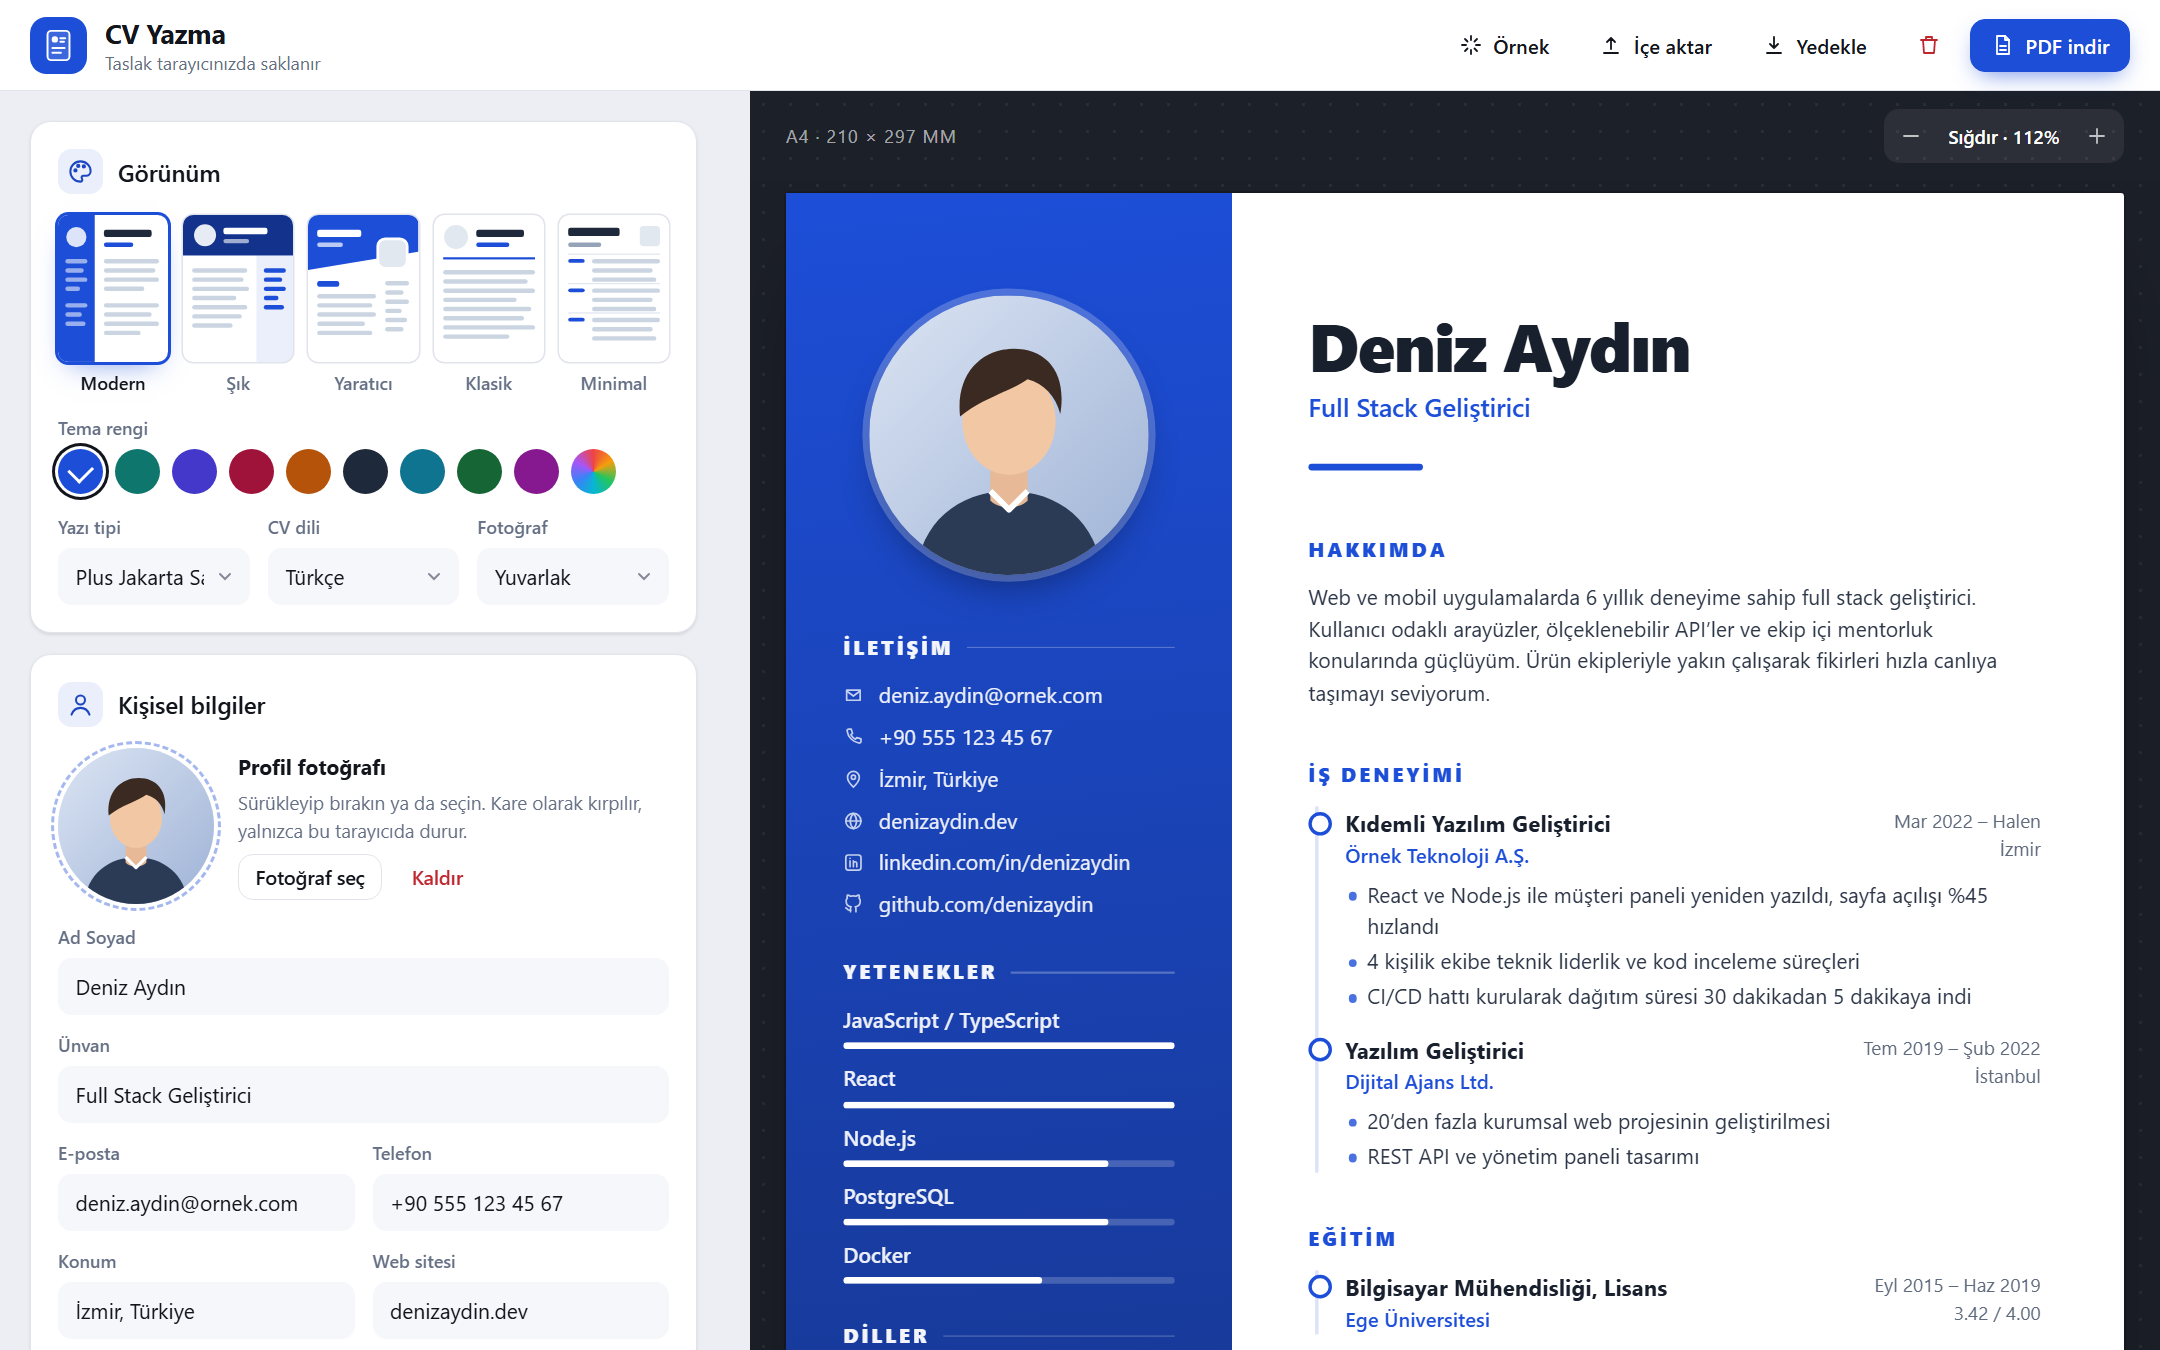 CV Yazma
Taslak tarayıcınızda saklanır
Örnek
İçe aktar
Yedekle
PDF indir
Görünüm
Modern
Şık
Yaratıcı
Klasik
Minimal
Tema rengi
Yazı tipi
CV dili
Fotoğraf
Plus Jakarta Sa
Türkçe
Yuvarlak
Kişisel bilgiler
Profil fotoğrafı
Sürükleyip bırakın ya da seçin. Kare olarak kırpılır,
yalnızca bu tarayıcıda durur.
Fotoğraf seç
Kaldır
Ad Soyad
Deniz Aydın
Ünvan
Full Stack Geliştirici
E-posta
Telefon
deniz.aydin@ornek.com
+90 555 123 45 67
Konum
Web sitesi
İzmir, Türkiye
denizaydin.dev
A4 · 210 × 297 MM
Sığdır · 112%
İLETİŞİM
deniz.aydin@ornek.com
+90 555 123 45 67
İzmir, Türkiye
denizaydin.dev
linkedin.com/in/denizaydin
github.com/denizaydin
YETENEKLER
JavaScript / TypeScript
React
Node.js
PostgreSQL
Docker
DİLLER
Deniz Aydın
Full Stack Geliştirici
HAKKIMDA
Web ve mobil uygulamalarda 6 yıllık deneyime sahip full stack geliştirici.
Kullanıcı odaklı arayüzler, ölçeklenebilir API’ler ve ekip içi mentorluk
konularında güçlüyüm. Ürün ekipleriyle yakın çalışarak fikirleri hızla canlıya
taşımayı seviyorum.
İŞ DENEYİMİ
Kıdemli Yazılım Geliştirici
Mar 2022 – Halen
Örnek Teknoloji A.Ş.
İzmir
React ve Node.js ile müşteri paneli yeniden yazıldı, sayfa açılışı %45
hızlandı
4 kişilik ekibe teknik liderlik ve kod inceleme süreçleri
CI/CD hattı kurularak dağıtım süresi 30 dakikadan 5 dakikaya indi
Yazılım Geliştirici
Tem 2019 – Şub 2022
Dijital Ajans Ltd.
İstanbul
20’den fazla kurumsal web projesinin geliştirilmesi
REST API ve yönetim paneli tasarımı
EĞİTİM
Bilgisayar Mühendisliği, Lisans
Eyl 2015 – Haz 2019
Ege Üniversitesi
3.42 / 4.00